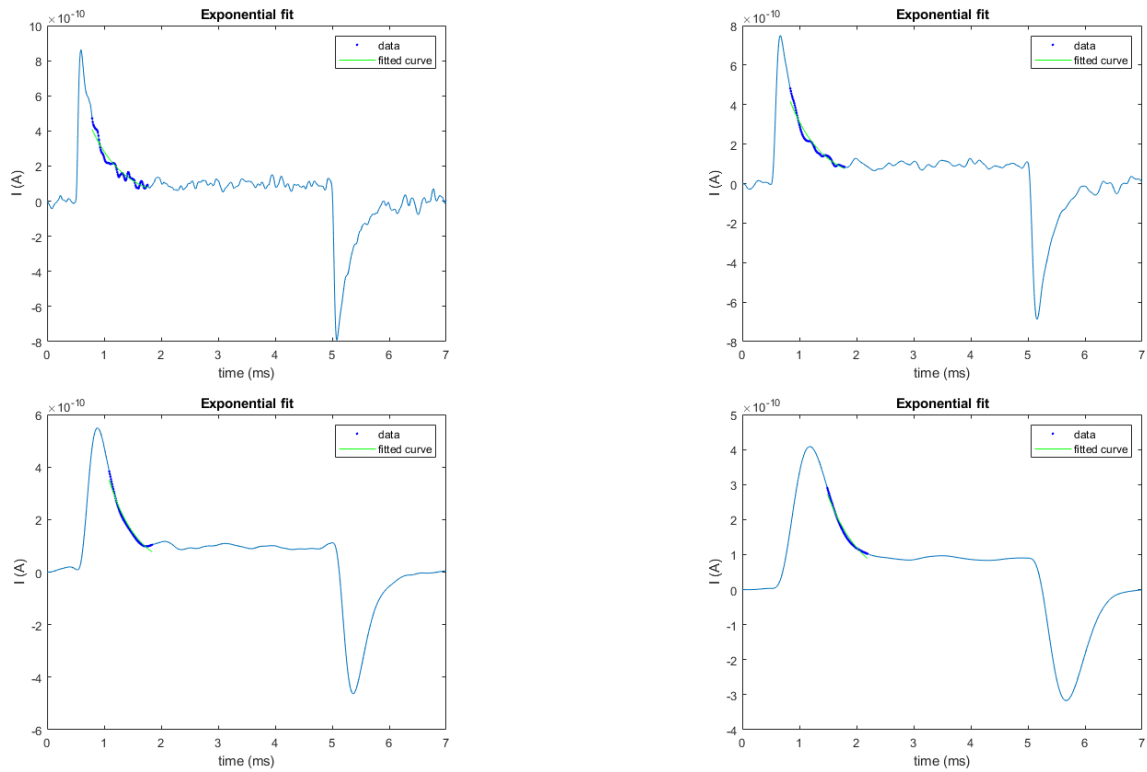 Exponential fit
×10^-10
10
8
6
4
2
0
-2
-4
-6
-8
I (A)
0 1 2 3 4 5 6 7
time (ms)
data
fitted curve
Exponential fit
×10^-10
8
6
4
2
0
-2
-4
-6
-8
I (A)
0 1 2 3 4 5 6 7
time (ms)
data
fitted curve
Exponential fit
×10^-10
6
4
2
0
-2
-4
-6
I (A)
0 1 2 3 4 5 6 7
time (ms)
data
fitted curve
Exponential fit
×10^-10
5
4
3
2
1
0
-1
-2
-3
-4
I (A)
0 1 2 3 4 5 6 7
time (ms)
data
fitted curve